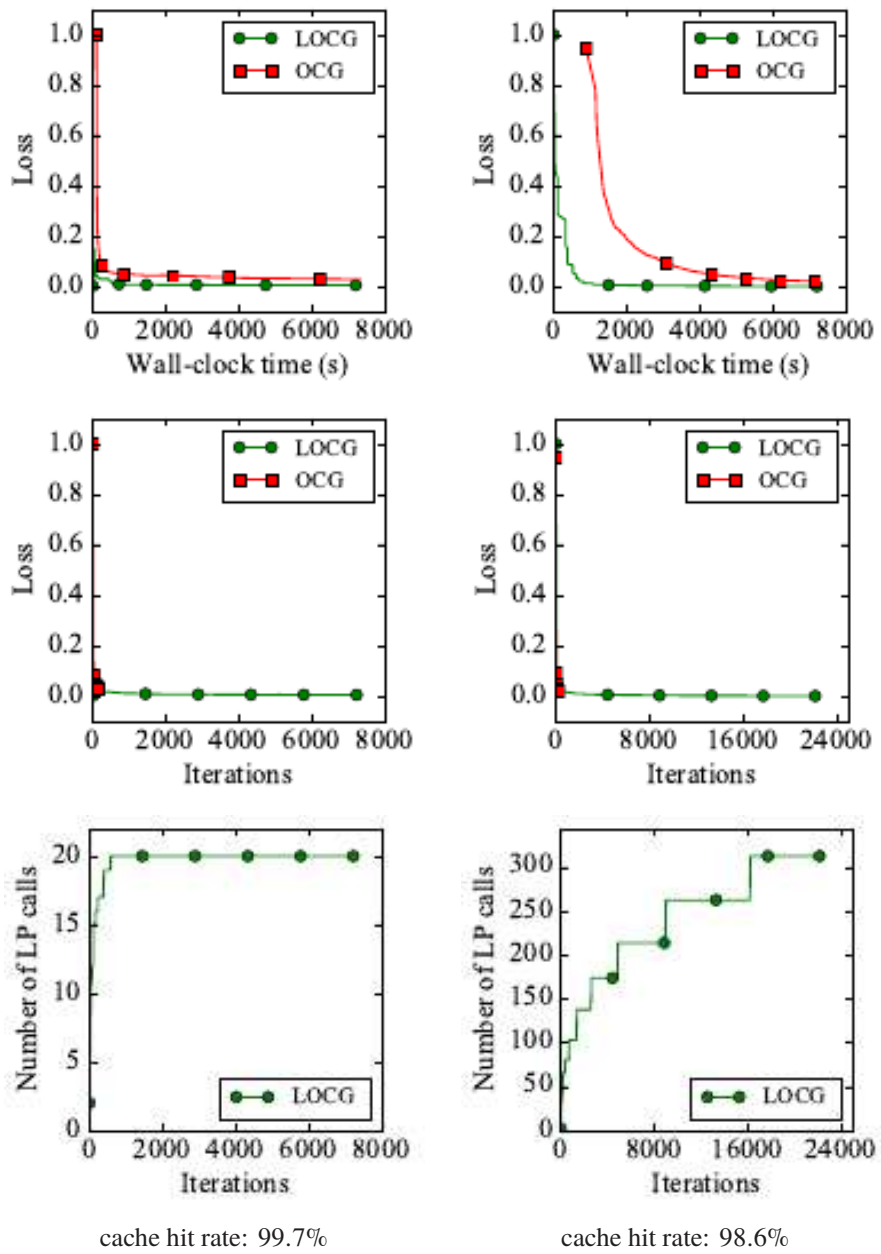 1.0
0.8
0.6
0.4
0.2
0.0
Loss
LOCG
OCG
0 2000 4000 6000 8000
Wall-clock time (s)
1.0
0.8
0.6
0.4
0.2
0.0
Loss
LOCG
OCG
0 2000 4000 6000 8000
Wall-clock time (s)
1.0
0.8
0.6
0.4
0.2
0.0
Loss
LOCG
OCG
0 2000 4000 6000 8000
Iterations
1.0
0.8
0.6
0.4
0.2
0.0
Loss
LOCG
OCG
0 8000 16000 24000
Iterations
20
15
10
5
0
Number of LP calls
LOCG
0 2000 4000 6000 8000
Iterations
300
250
200
150
100
50
0
Number of LP calls
LOCG
0 8000 16000 24000
Iterations
cache hit rate: 99.7%
cache hit rate: 98.6%